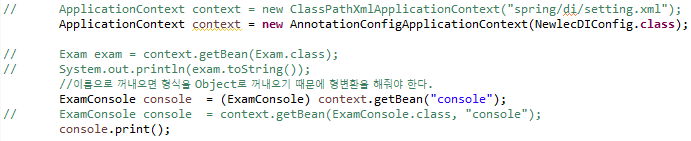 //      ApplicationContext context = new ClassPathXmlApplicationContext("spring/di/setting.xml");
        ApplicationContext context = new AnnotationConfigApplicationContext(NewlecDIConfig.class);
//      Exam exam = context.getBean(Exam.class);
//      System.out.println(exam.toString());
        //이름으로 꺼내오면 형식을 Object로 꺼내오기 때문에 형변환을 해줘야 한다.
        ExamConsole console  = (ExamConsole) context.getBean("console");
//      ExamConsole console  = context.getBean(ExamConsole.class, "console");
        console.print();